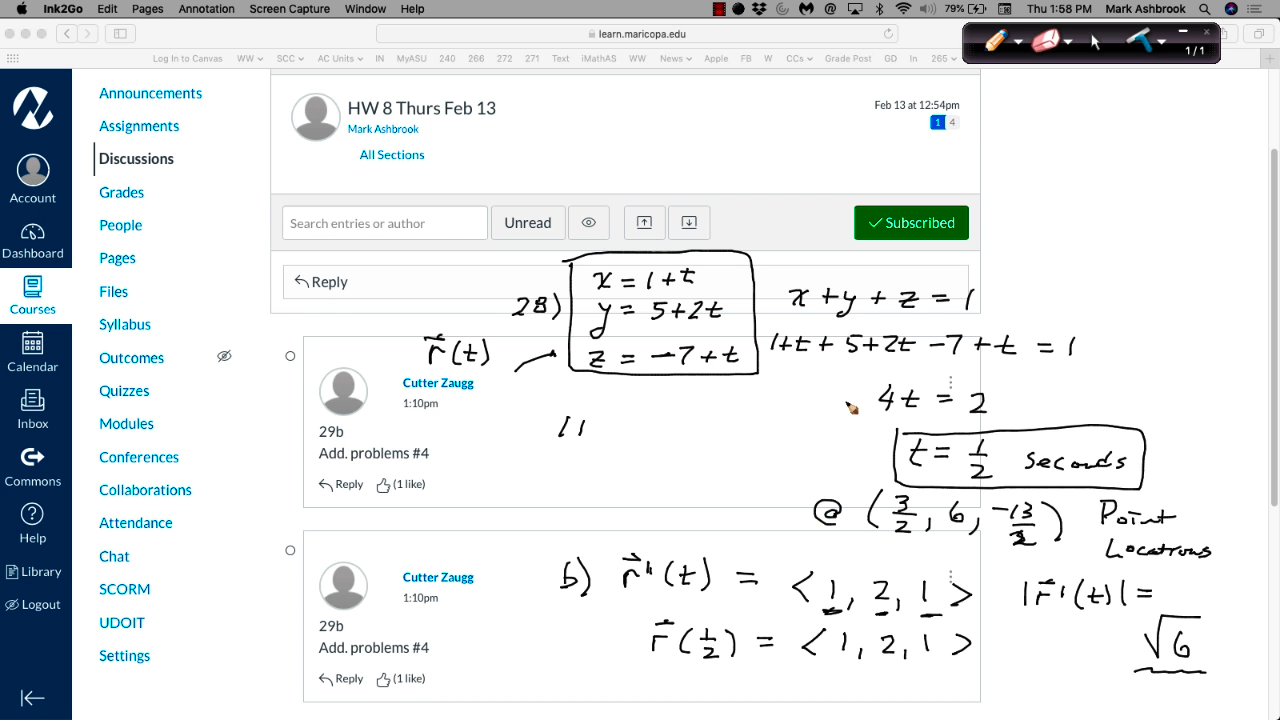 Ink2Go Edit Pages Annotation Screen Capture Window Help 79% Thu 1:58 PM Mark Ashbrook
learn.maricopa.edu
1/1
Log In to Canvas WW SCC AC Units IN MyASU 240 266 272 271 Text iMathAS WW News Apple FB W CCs Grade Post GD In 265
Announcements
Assignments
Discussions
Grades
People
Pages
Files
Syllabus
Outcomes
Quizzes
Modules
Conferences
Collaborations
Attendance
Chat
SCORM
UDOIT
Settings
Account
Dashboard
Courses
Calendar
Inbox
Commons
Help
Library
Logout
HW 8 Thurs Feb 13
Mark Ashbrook
All Sections
Feb 13 at 12:54pm
1 4
Search entries or author Unread Subscribed
Reply
Cutter Zaugg
1:10pm
29b
Add. problems #4
Reply (1 like)
Cutter Zaugg
1:10pm
29b
Add. problems #4
Reply (1 like)
28) x = 1+t
y = 5+2t
z = -7+t
r(t)
x + y + z = 1
1+t + 5+2t -7 +t = 1
4t = 2
t = 1/2 seconds
@ (3/2, 6, -13/2) Point
Locations
b) r'(t) = < 1, 2, 1 > |r'(t)| =
√6
r(1/2) = < 1, 2, 1 >